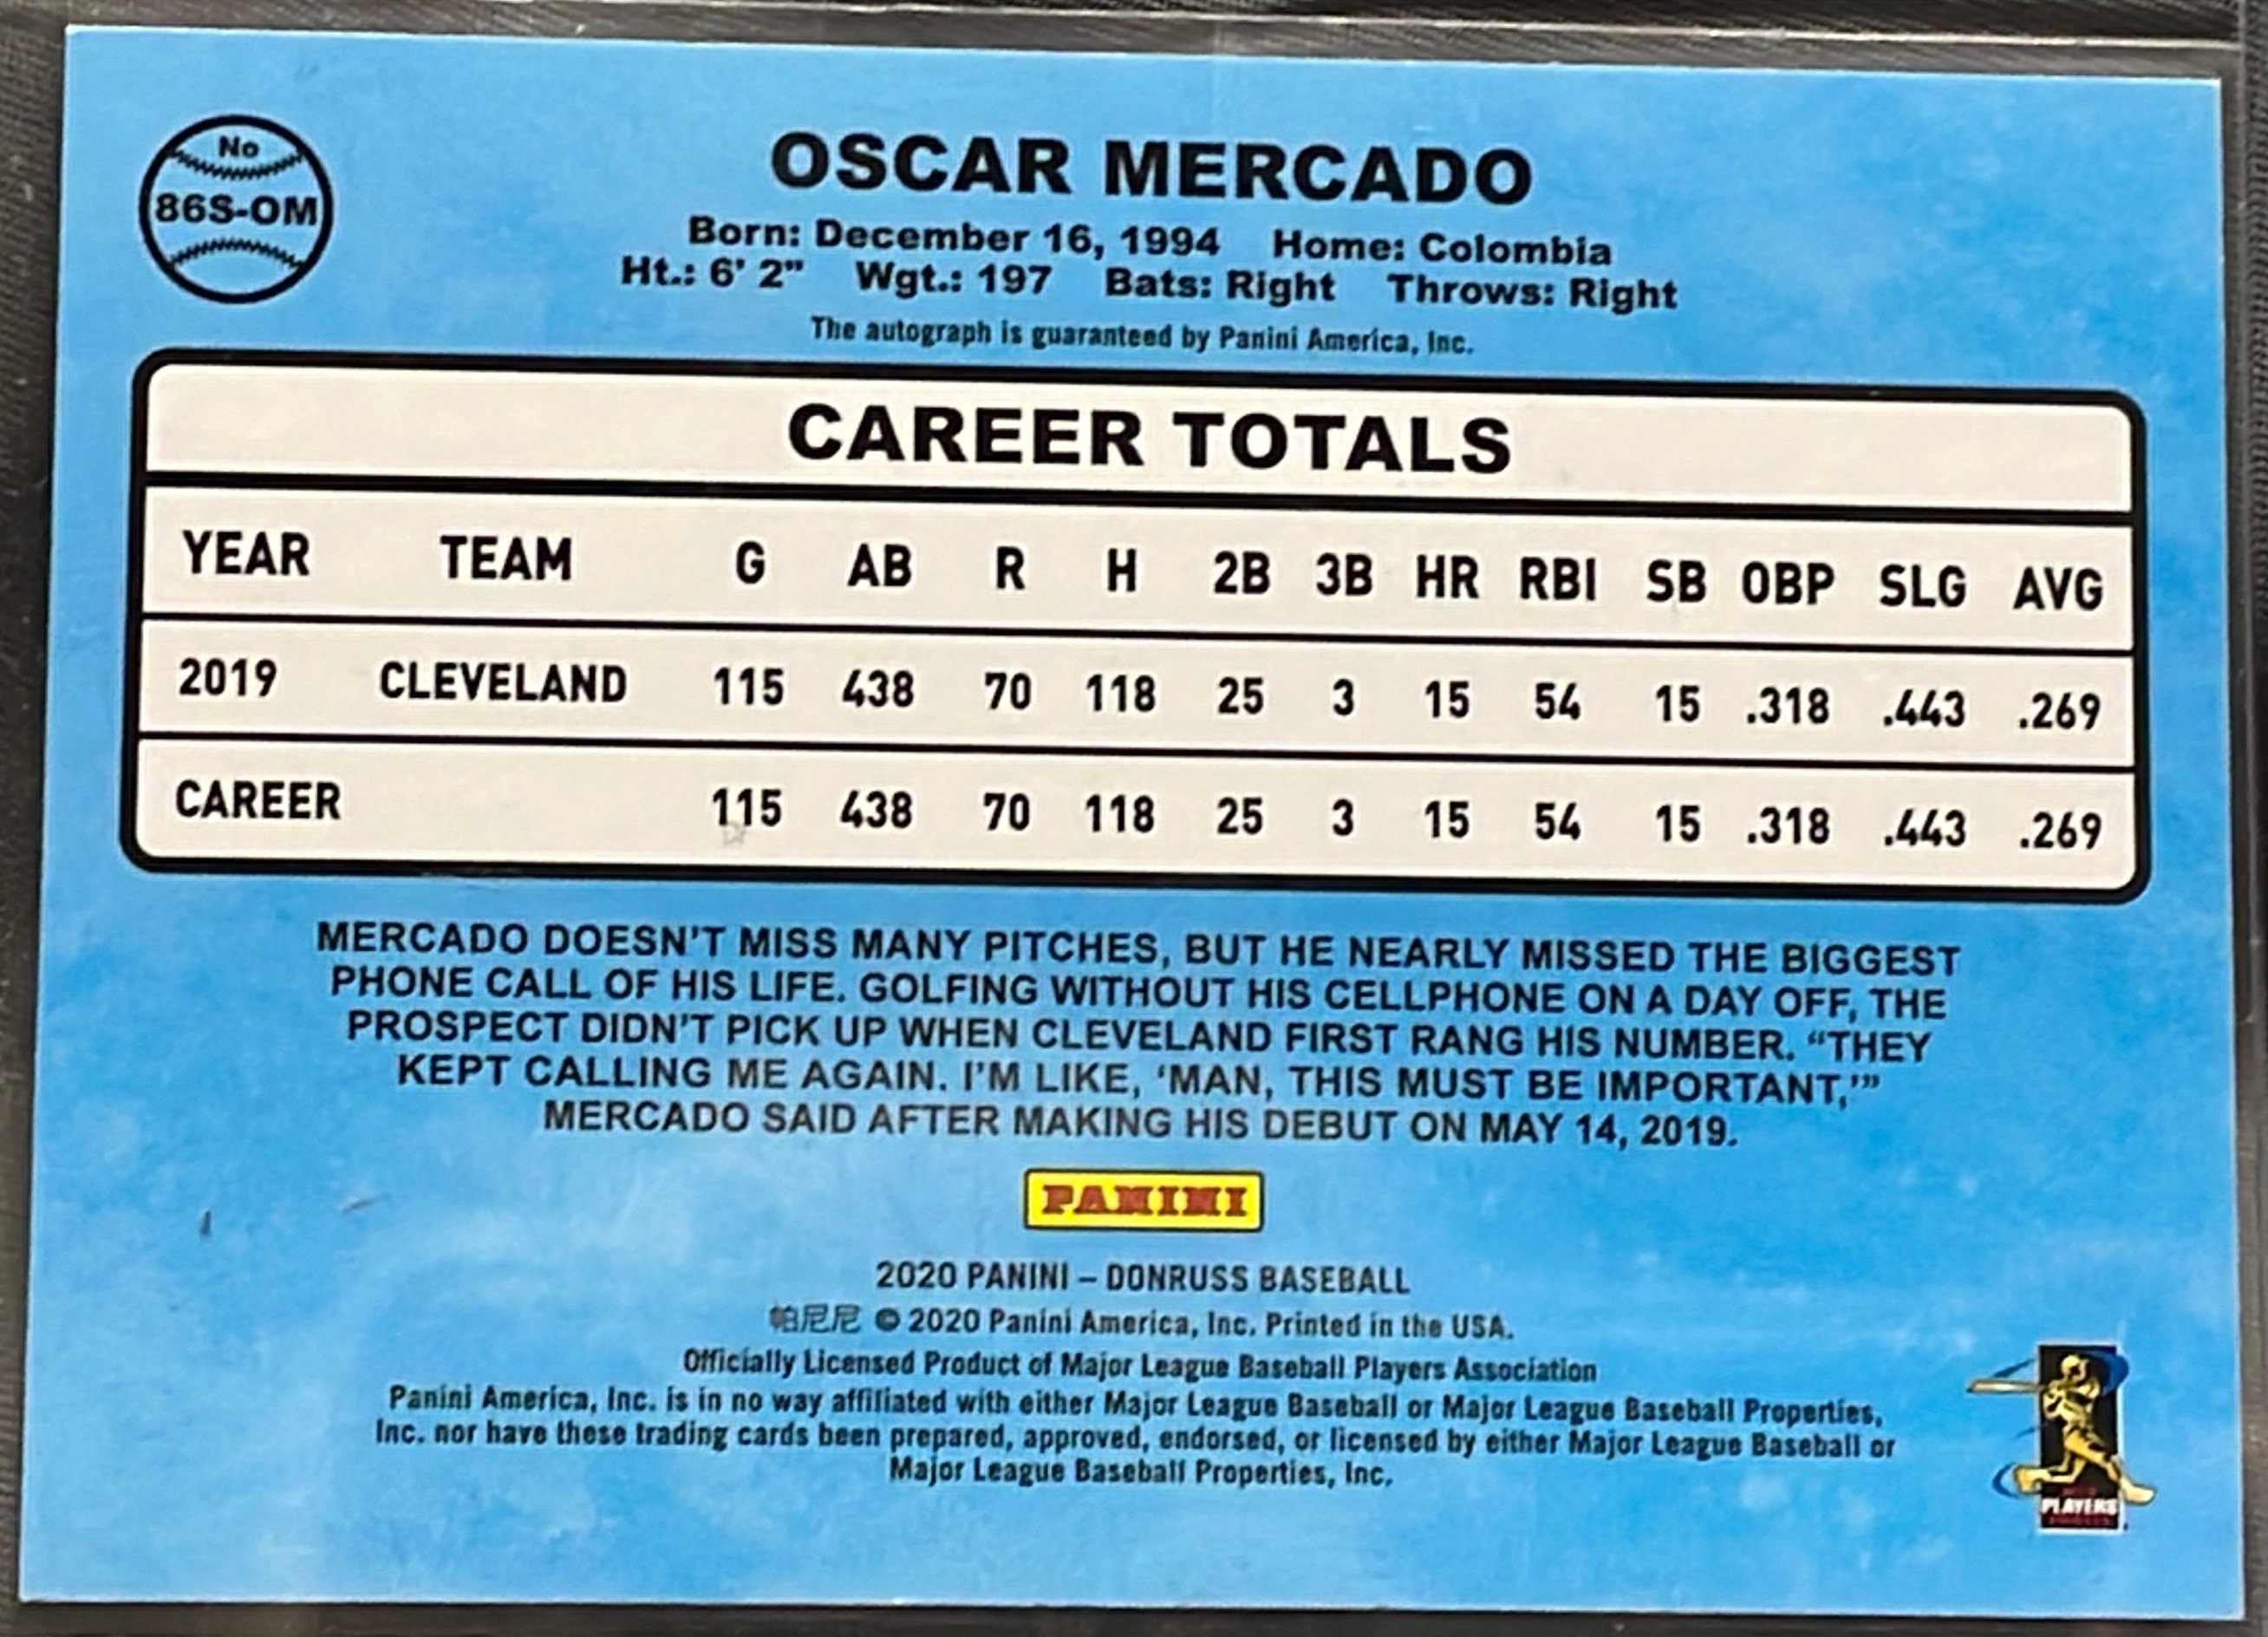 No
86S-OM
OSCAR MERCADO
Born: December 16, 1994 Home: Colombia
Ht.: 6' 2" Wgt.: 197 Bats: Right Throws: Right
The autograph is guaranteed by Panini America, Inc.
CAREER TOTALS
YEAR TEAM G AB R H 2B 3B HR RBI SB OBP SLG AVG
2019 CLEVELAND 115 438 70 118 25 3 15 54 15 .318 .443 .269
CAREER 115 438 70 118 25 3 15 54 15 .318 .443 .269
MERCADO DOESN'T MISS MANY PITCHES, BUT HE NEARLY MISSED THE BIGGEST
PHONE CALL OF HIS LIFE. GOLFING WITHOUT HIS CELLPHONE ON A DAY OFF, THE
PROSPECT DIDN'T PICK UP WHEN CLEVELAND FIRST RANG HIS NUMBER. “THEY
KEPT CALLING ME AGAIN. I'M LIKE, ‘MAN, THIS MUST BE IMPORTANT,’”
MERCADO SAID AFTER MAKING HIS DEBUT ON MAY 14, 2019.
PANINI
2020 PANINI – DONRUSS BASEBALL
帕尼尼 © 2020 Panini America, Inc. Printed in the USA.
Officially Licensed Product of Major League Baseball Players Association
Panini America, Inc. is in no way affiliated with either Major League Baseball or Major League Baseball Properties,
Inc. nor have these trading cards been prepared, approved, endorsed, or licensed by either Major League Baseball or
Major League Baseball Properties, Inc.
PLAYERS